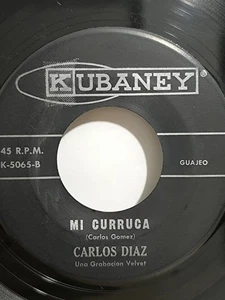 KUBANEY
45 R.P.M.
K-5065-B
GUAJEO
MI CURRUCA
(Carlos Gomez)
CARLOS DIAZ
Una Grabacion Velvet